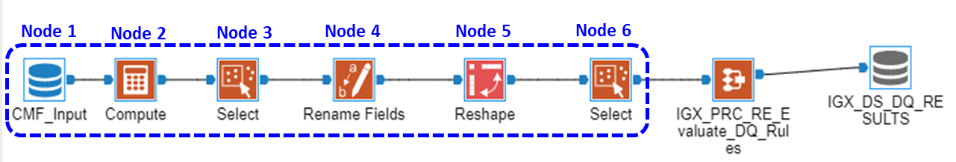 Node 1 Node 2 Node 3 Node 4 Node 5 Node 6
a
b
CMF_Input Compute Select Rename Fields Reshape Select IGX_PRC_RE_E
valuate_DQ_Rul
es
IGX_DS_DQ_RE
SULTS